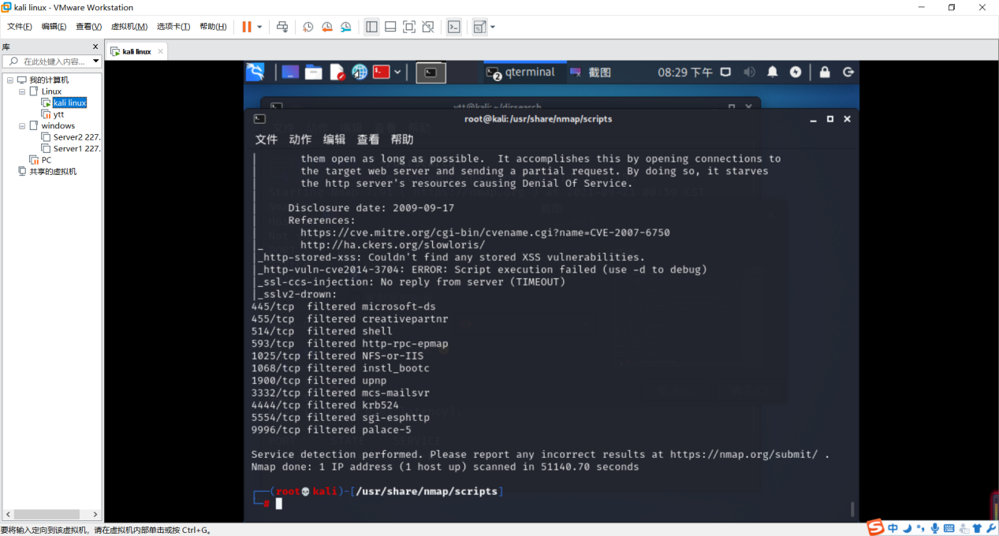 kali linux - VMware Workstation
文件(F) 编辑(E) 查看(V) 虚拟机(M) 选项卡(T) 帮助(H)
库
在此处键入内容...
我的计算机
Linux
kali linux
ytt
windows
Server2 227.
Server1 227.
PC
共享的虚拟机
kali linux
2 qterminal 截图 08:29 下午
ytt@kali: ~/dirsearch
root@kali: /usr/share/nmap/scripts
文件 动作 编辑 查看 帮助
| them open as long as possible.  It accomplishes this by opening connections to
| the target web server and sending a partial request. By doing so, it starves
| the http server's resources causing Denial Of Service.
|
| Disclosure date: 2009-09-17
| References:
| https://cve.mitre.org/cgi-bin/cvename.cgi?name=CVE-2007-6750
|_ http://ha.ckers.org/slowloris/
|_http-stored-xss: Couldn't find any stored XSS vulnerabilities.
|_http-vuln-cve2014-3704: ERROR: Script execution failed (use -d to debug)
|_ssl-ccs-injection: No reply from server (TIMEOUT)
|_sslv2-drown:
445/tcp  filtered microsoft-ds
455/tcp  filtered creativepartnr
514/tcp  filtered shell
593/tcp  filtered http-rpc-epmap
1025/tcp filtered NFS-or-IIS
1068/tcp filtered instl_bootc
1900/tcp filtered upnp
3332/tcp filtered mcs-mailsvr
4444/tcp filtered krb524
5554/tcp filtered sgi-esphttp
9996/tcp filtered palace-5
Service detection performed. Please report any incorrect results at https://nmap.org/submit/ .
Nmap done: 1 IP address (1 host up) scanned in 51140.70 seconds
(root💀kali)-[/usr/share/nmap/scripts]
#
要将输入定向到该虚拟机，请在虚拟机内部单击或按 Ctrl+G。
中